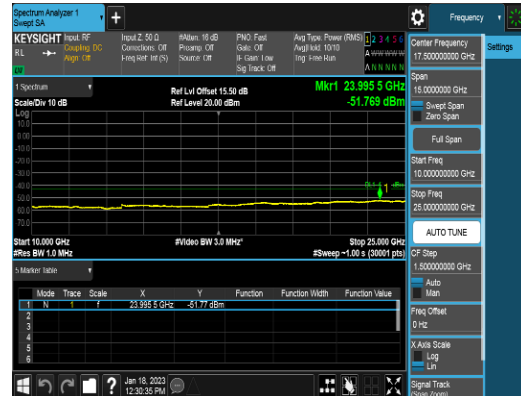 Spectrum Analyzer 1
Swept SA
+
Frequency
KEYSIGHT
RL
Input: RF
Coupling: DC
Align: Off
Input Z: 50 Ω
Corrections: Off
Freq Ref: Int (S)
#Atten: 16 dB
Preamp: Off
Source: Off
PNO: Fast
Gate: Off
IF Gain: Low
Sig Track: Off
Avg Type: Power (RMS)
Avg|Hold: 10/10
Trig: Free Run
1 2 3 4 5 6
A W W W W W
A N N N N N
1 Spectrum
Scale/Div 10 dB
Ref Lvl Offset 15.50 dB
Ref Level 20.00 dBm
Mkr1 23.995 5 GHz
-51.769 dBm
Log
10.0
0.00
-10.0
-20.0
-30.0
-40.0
-50.0
-60.0
-70.0
1
Start 10.000 GHz
#Res BW 1.0 MHz
#Video BW 3.0 MHz*
Stop 25.000 GHz
#Sweep ~1.00 s (30001 pts)
5 Marker Table
Mode Trace Scale X Y Function Function Width Function Value
1 N 1 f 23.995 5 GHz -51.77 dBm
2
3
4
5
6
Jan 18, 2023
12:30:35 PM
Settings
Center Frequency
17.500000000 GHz
Span
15.0000000 GHz
Swept Span
Zero Span
Full Span
Start Freq
10.000000000 GHz
Stop Freq
25.000000000 GHz
AUTO TUNE
CF Step
1.500000000 GHz
Auto
Man
Freq Offset
0 Hz
X Axis Scale
Log
Lin
Signal Track
(Span Zoom)